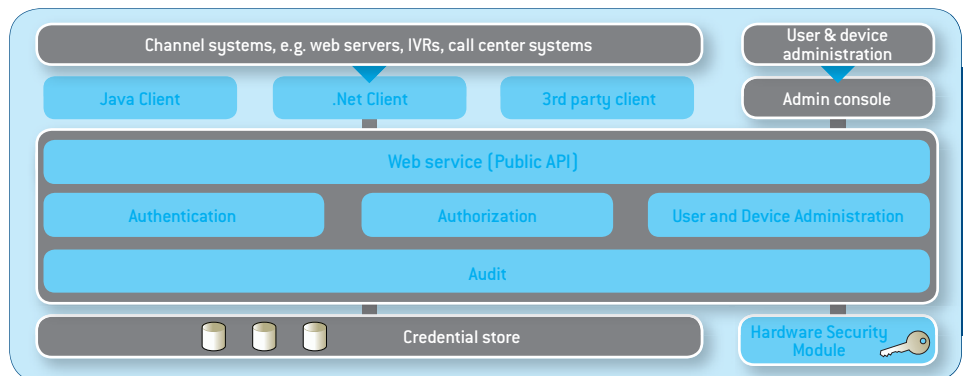 Channel systems, e.g. web servers, IVRs, call center systems
User & device
administration
Java Client
.Net Client
3rd party client
Admin console
Web service (Public API)
Authentication
Authorization
User and Device Administration
Audit
Credential store
Hardware Security
Module